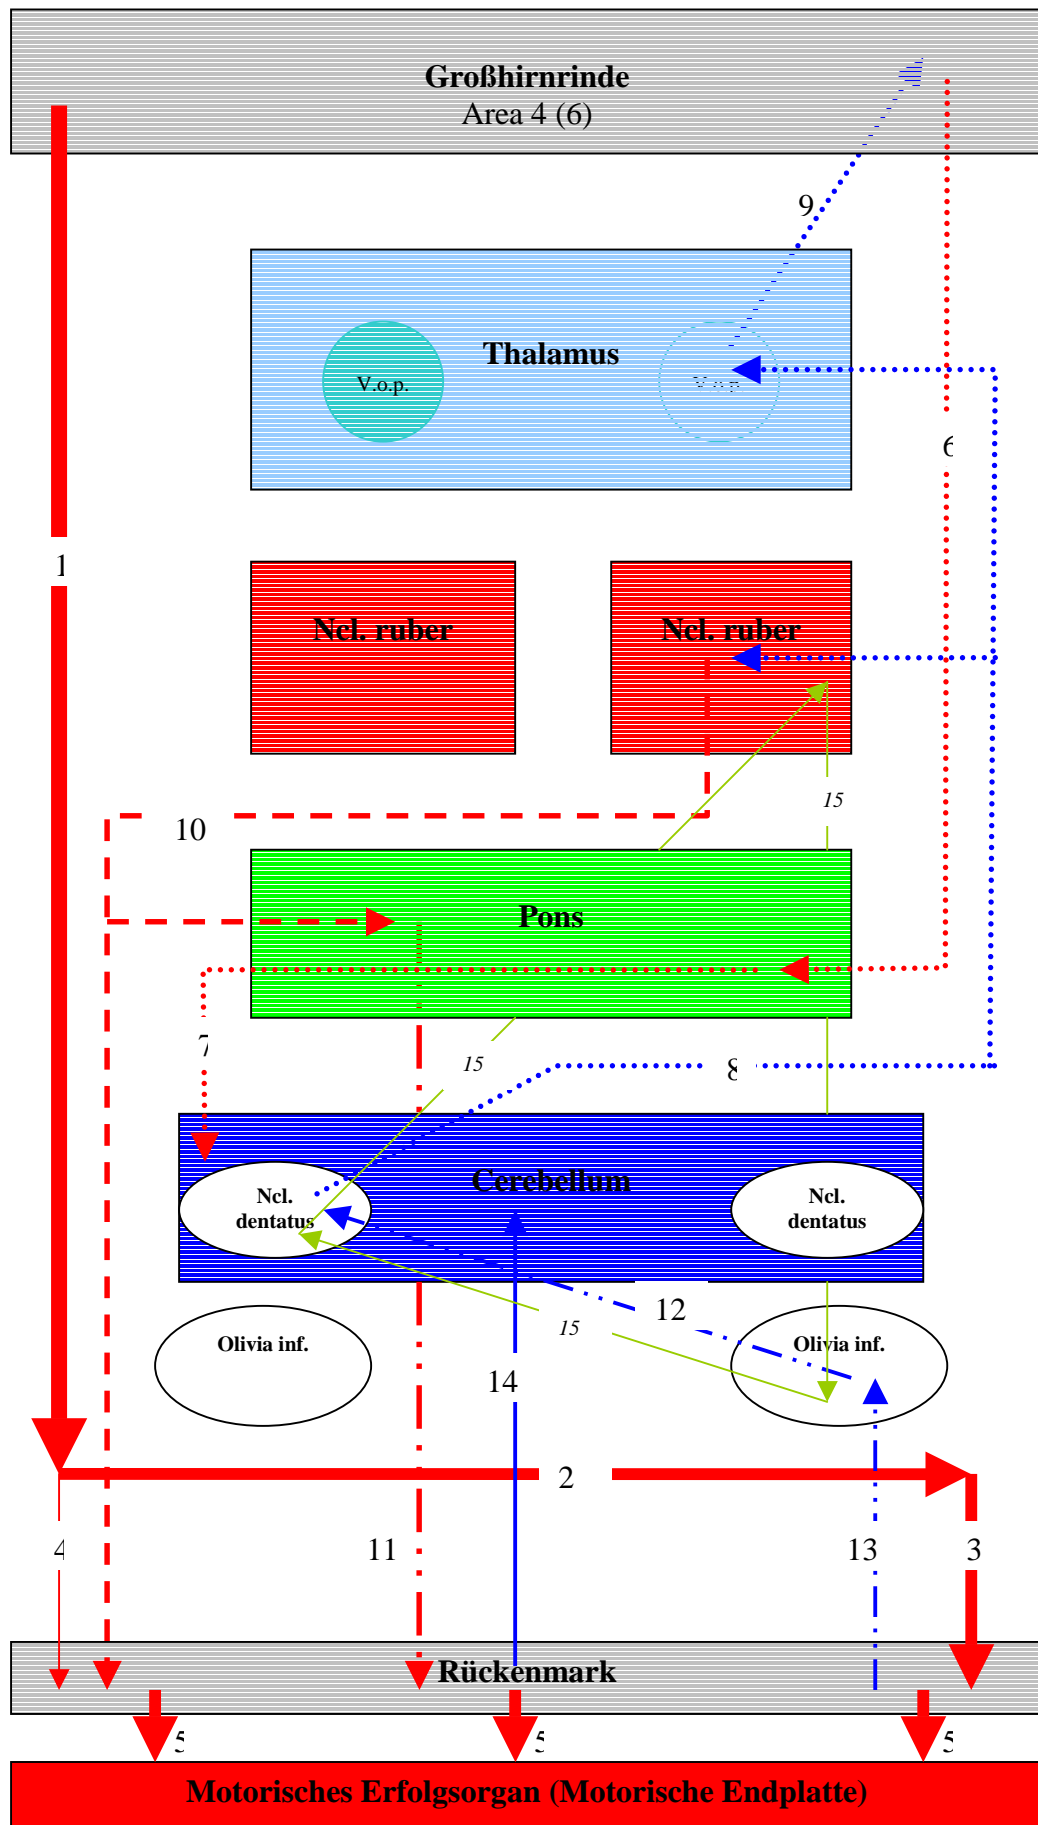 Großhirnrinde
Area 4 (6)
9
Thalamus
V.o.p.
V.o.p.
6
1
Ncl. ruber
Ncl. ruber
15
10
Pons
7
15
8
Cerebellum
Ncl.
dentatus
Ncl.
dentatus
12
15
Olivia inf.
Olivia inf.
14
2
4
11
13
3
Rückenmark
5
5
5
Motorisches Erfolgsorgan (Motorische Endplatte)